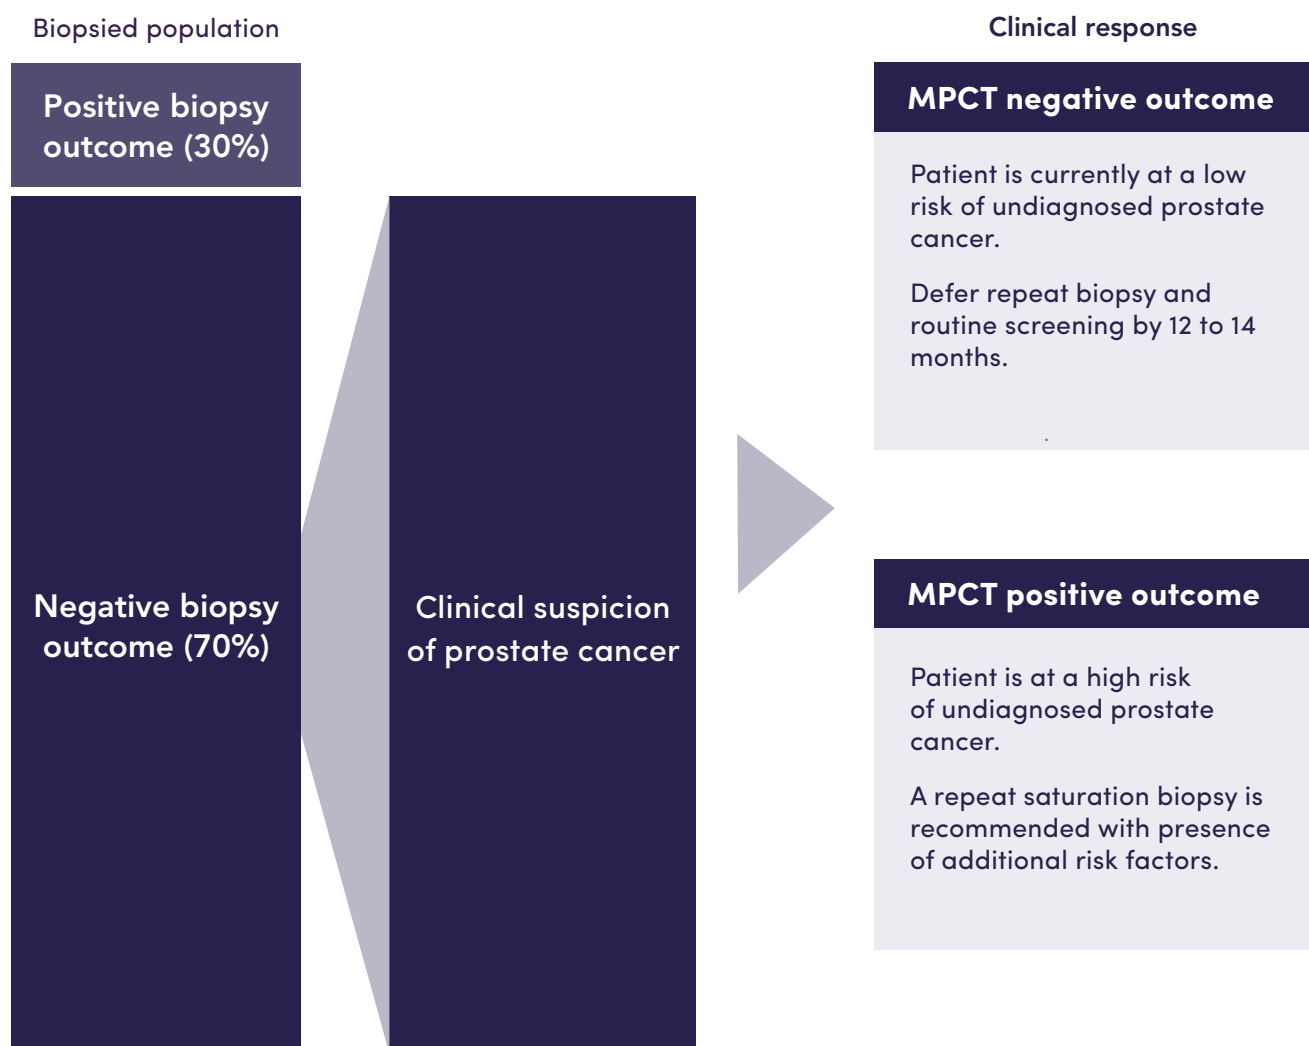 Biopsied population
Positive biopsy
outcome (30%)
Negative biopsy
outcome (70%)
Clinical suspicion
of prostate cancer
Clinical response
MPCT negative outcome
Patient is currently at a low
risk of undiagnosed prostate
cancer.
Defer repeat biopsy and
routine screening by 12 to 14
months.
.
MPCT positive outcome
Patient is at a high risk
of undiagnosed prostate
cancer.
A repeat saturation biopsy is
recommended with presence
of additional risk factors.